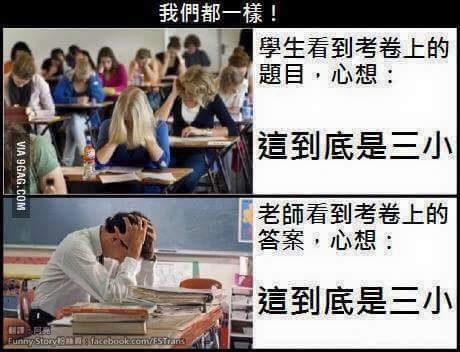 我們都一樣！
學生看到考卷上的
題目，心想：
這到底是三小
VIA 9GAG.COM
老師看到考卷上的
答案，心想：
這到底是三小
翻譯：阿亮
Funny Story粉絲團：facebook.com/FSTrans